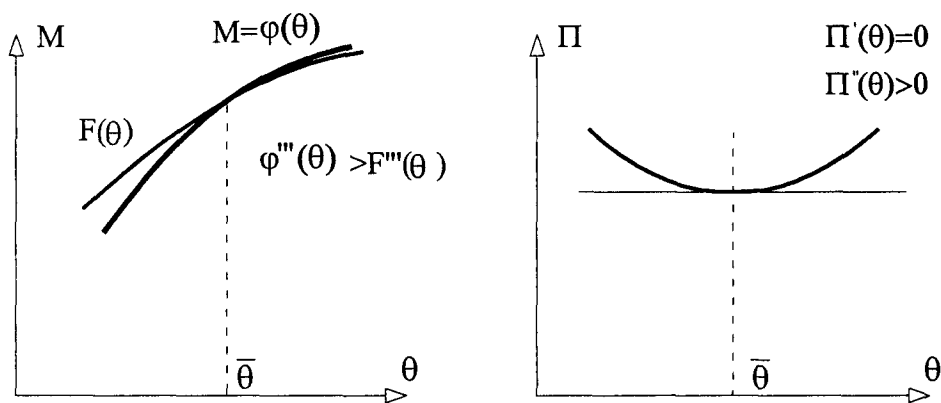 M
M=φ(θ)
F(θ)
φ'''(θ) >F'''(θ )
θ̅
θ
Π
Π'(θ)=0
Π''(θ)>0
θ̅
θ